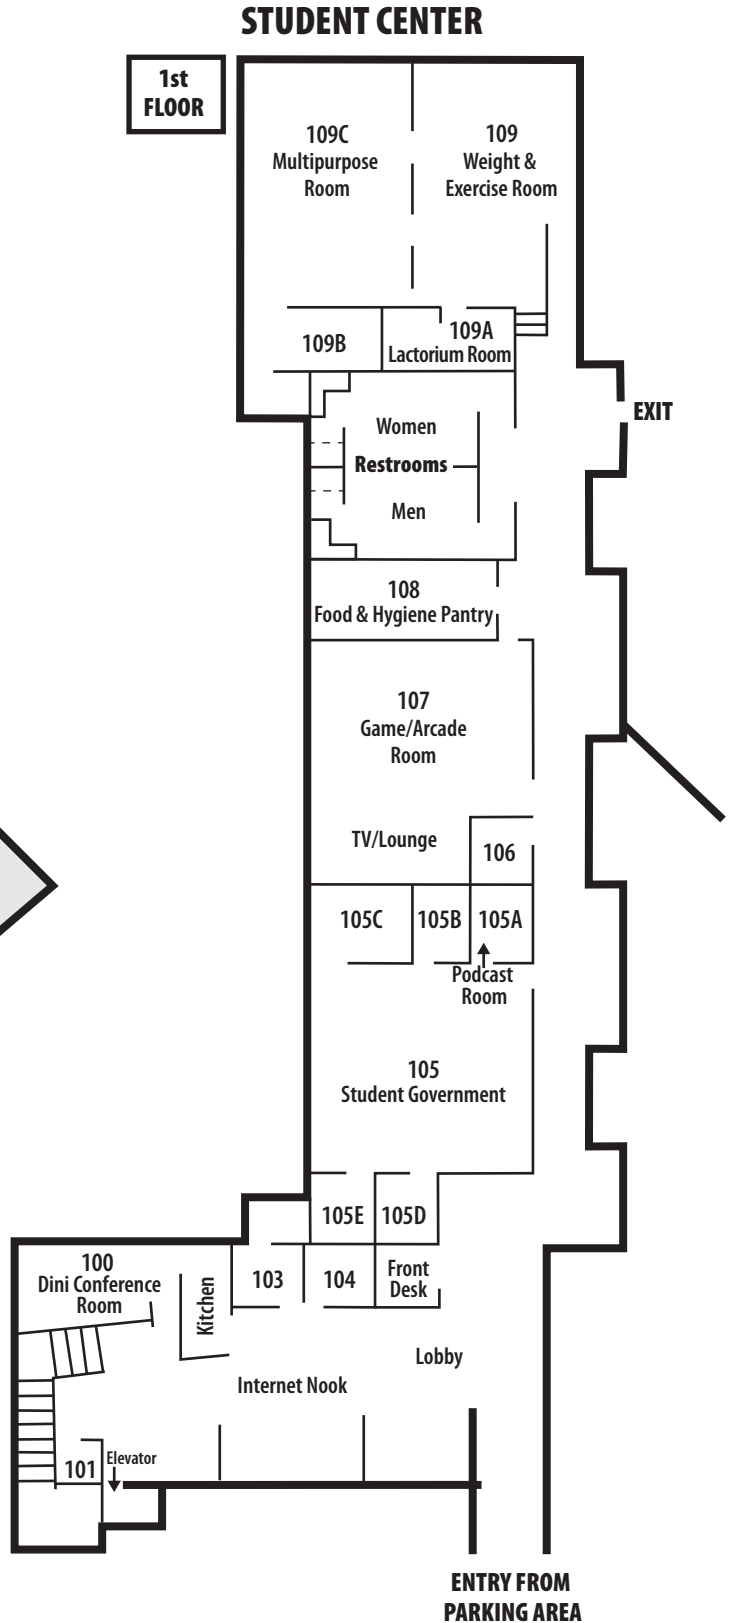 STUDENT CENTER
1st
FLOOR
109C
Multipurpose
Room
109
Weight &
Exercise Room
109B
109A
Lactorium Room
EXIT
Women
Restrooms
Men
108
Food & Hygiene Pantry
107
Game/Arcade
Room
TV/Lounge
106
105C
105B
105A
Podcast
Room
105
Student Government
105E
105D
100
Dini Conference
Room
Kitchen
103
104
Front
Desk
Lobby
Internet Nook
101
Elevator
ENTRY FROM
PARKING AREA